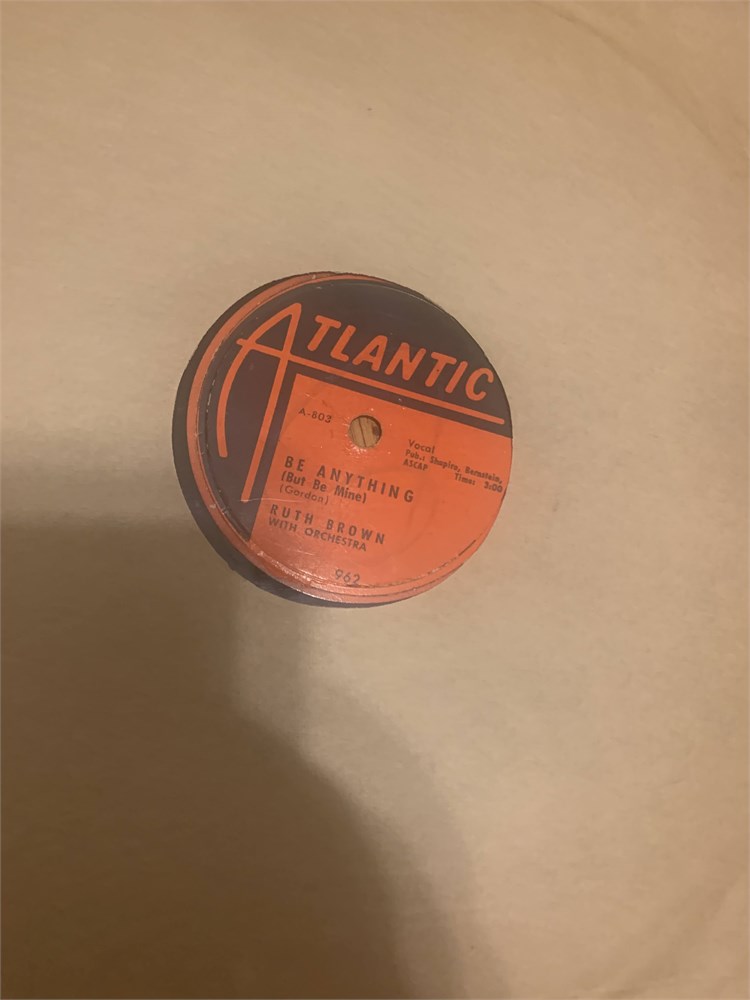 ATLANTIC
A-803
Vocal
Pub.: Shapiro, Bernstein,
ASCAP
Time: 3:00
BE ANYTHING
(But Be Mine)
(Gordon)
RUTH BROWN
WITH ORCHESTRA
962